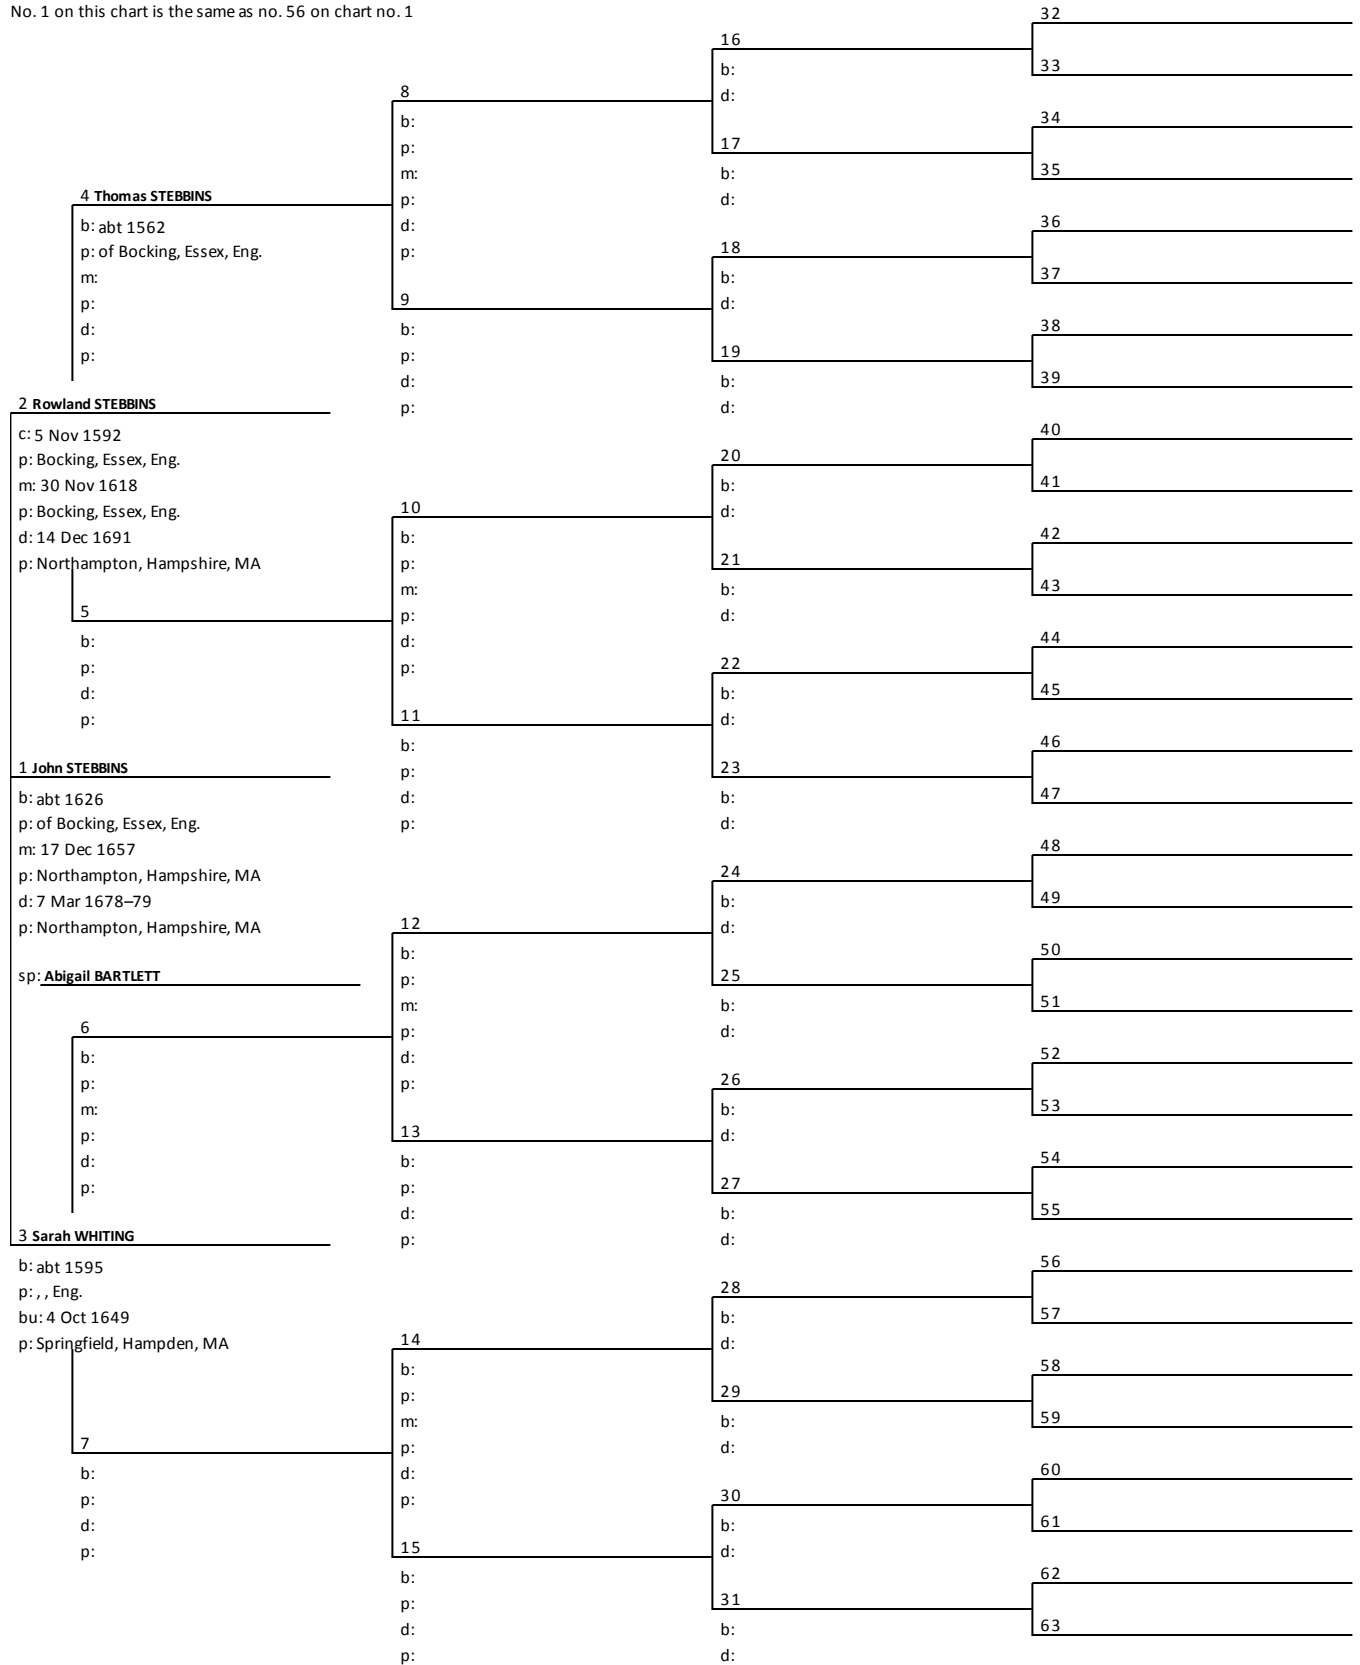 No. 1 on this chart is the same as no. 56 on chart no. 1
4 Thomas STEBBINS
b: abt 1562
p: of Bocking, Essex, Eng.
m:
p:
d:
p:
2 Rowland STEBBINS
c: 5 Nov 1592
p: Bocking, Essex, Eng.
m: 30 Nov 1618
p: Bocking, Essex, Eng.
d: 14 Dec 1691
p: Northampton, Hampshire, MA
5
b:
p:
d:
p:
1 John STEBBINS
b: abt 1626
p: of Bocking, Essex, Eng.
m: 17 Dec 1657
p: Northampton, Hampshire, MA
d: 7 Mar 1678–79
p: Northampton, Hampshire, MA
sp: Abigail BARTLETT
6
b:
p:
m:
p:
d:
p:
3 Sarah WHITING
b: abt 1595
p: , , Eng.
bu: 4 Oct 1649
p: Springfield, Hampden, MA
7
b:
p:
d:
p:
8
b:
p:
m:
p:
d:
p:
9
b:
p:
d:
p:
10
b:
p:
m:
p:
d:
p:
11
b:
p:
d:
p:
12
b:
p:
m:
p:
d:
p:
13
b:
p:
d:
p:
14
b:
p:
m:
p:
d:
p:
15
b:
p:
d:
p:
16
b:
d:
17
b:
d:
18
b:
d:
19
b:
d:
20
b:
d:
21
b:
d:
22
b:
d:
23
b:
d:
24
b:
d:
25
b:
d:
26
b:
d:
27
b:
d:
28
b:
d:
29
b:
d:
30
b:
d:
31
b:
d:
32
33
34
35
36
37
38
39
40
41
42
43
44
45
46
47
48
49
50
51
52
53
54
55
56
57
58
59
60
61
62
63